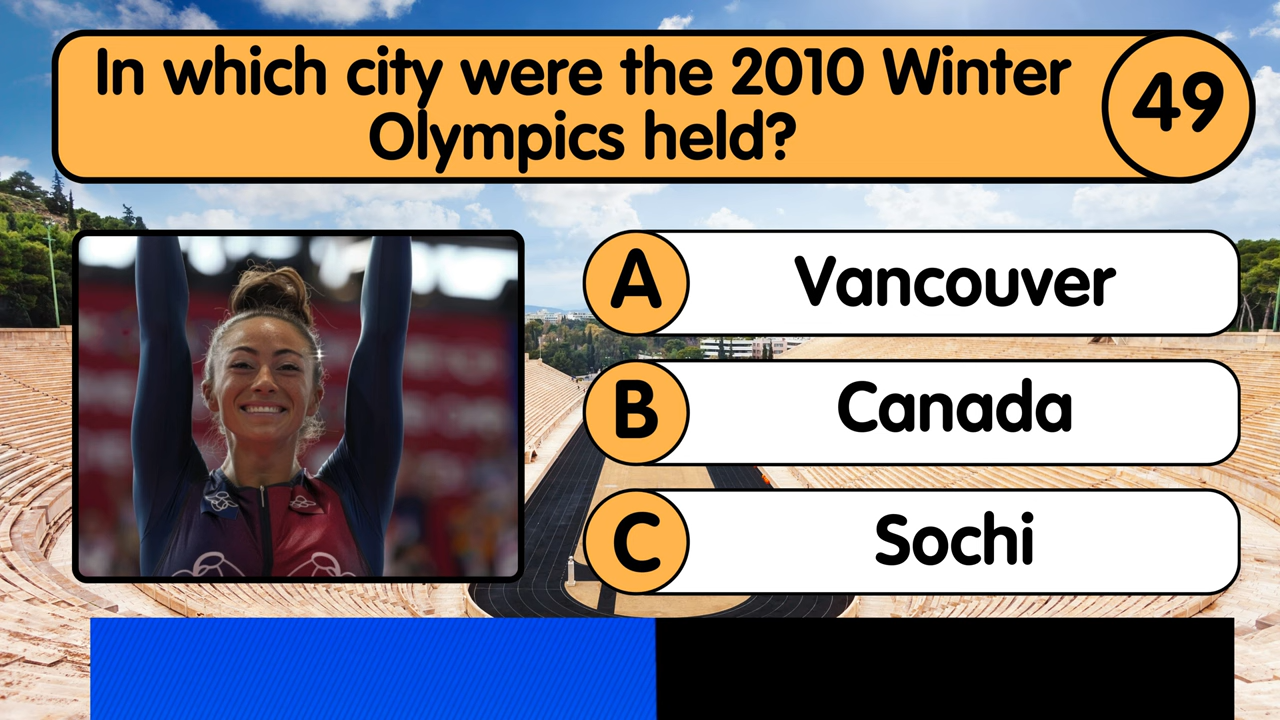 In which city were the 2010 Winter
Olympics held?
49
A
Vancouver
B
Canada
C
Sochi